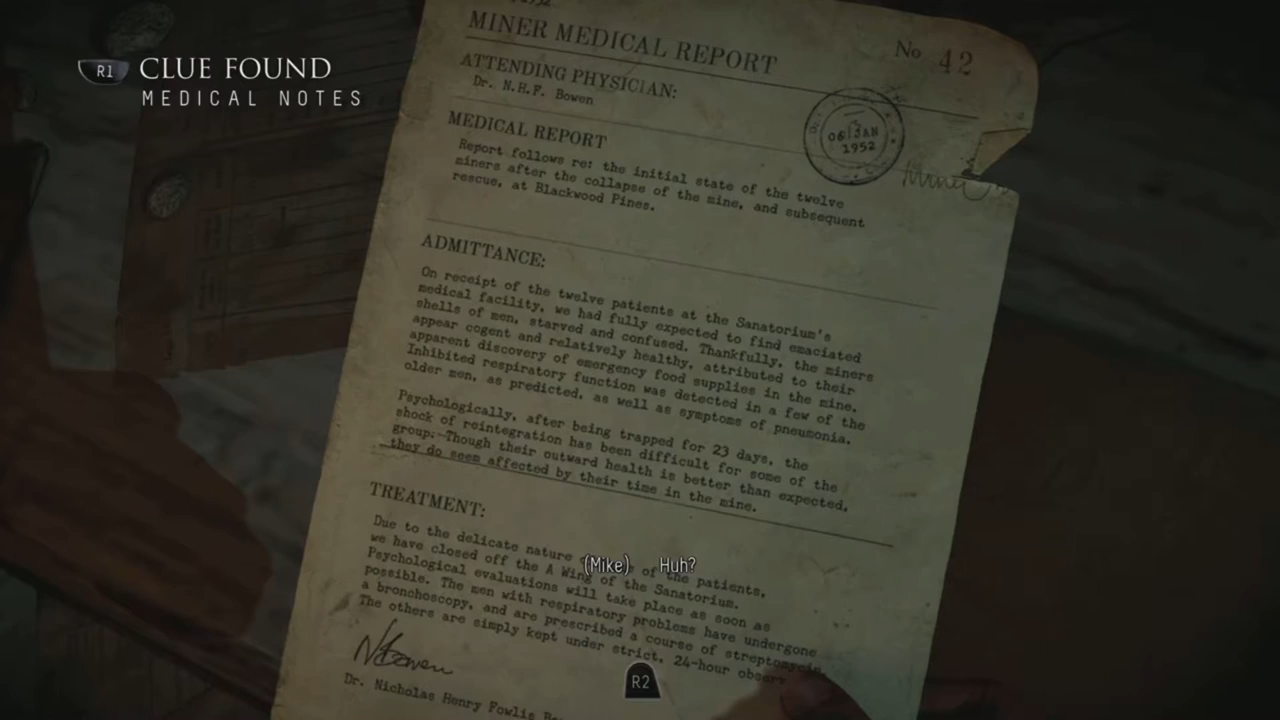 R1 CLUE FOUND
MEDICAL NOTES
1952
MINER MEDICAL REPORT
No 42
ATTENDING PHYSICIAN:
Dr. N.H.F. Bowen
06 JAN
1952
MEDICAL REPORT
Report follows re: the initial state of the twelve
miners after the collapse of the mine, and subsequent
rescue, at Blackwood Pines.
ADMITTANCE:
On receipt of the twelve patients at the Sanatorium's
medical facility, we had fully expected to find emaciated
shells of men, starved and confused. Thankfully, the miners
appear cogent and relatively healthy, attributed to their
apparent discovery of emergency food supplies in the mine.
Inhibited respiratory function was detected in a few of the
older men, as predicted, as well as symptoms of pneumonia.
Psychologically, after being trapped for 23 days, the
shock of reintegration has been difficult for some of the
group. Though their outward health is better than expected,
they do seem affected by their time in the mine.
TREATMENT:
Due to the delicate nature of the patients,
we have closed off the A Wing of the Sanatorium.
Psychological evaluations will take place as soon as
possible. The men with respiratory problems have undergone
a bronchoscopy, and are prescribed a course of streptomycin.
The others are simply kept under strict, 24-hour
(Mike) Huh?
NBowen
Dr. Nicholas Henry Fowlis
R2